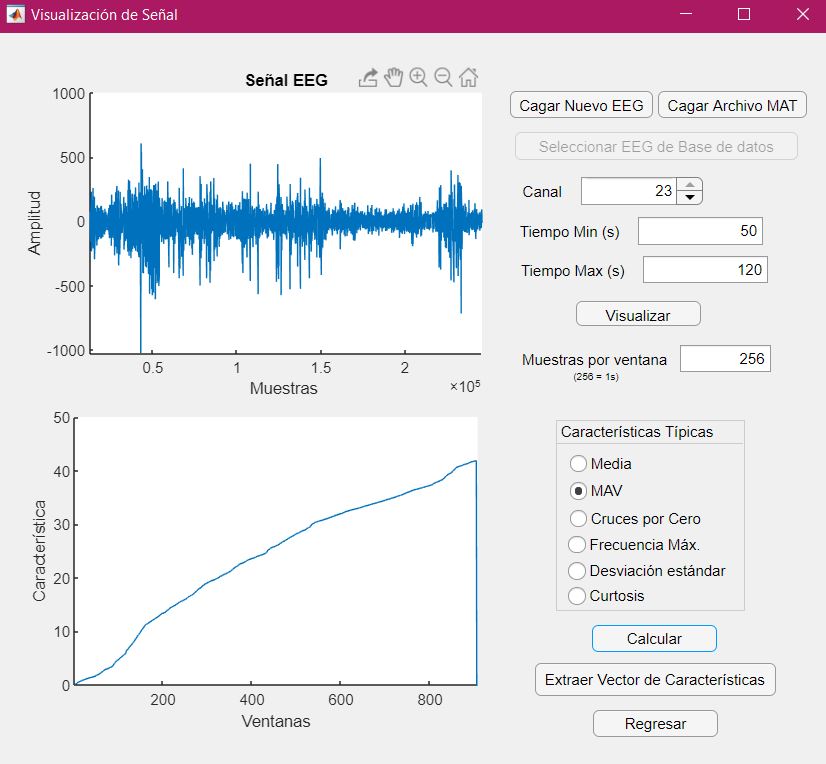 Visualización de Señal
Señal EEG
1000
500
0
-500
-1000
Amplitud
0.5
1
1.5
2
×10⁵
Muestras
Cagar Nuevo EEG
Cagar Archivo MAT
Seleccionar EEG de Base de datos
Canal
23
Tiempo Min (s)
50
Tiempo Max (s)
120
Visualizar
Muestras por ventana
256
(256 = 1s)
50
40
30
20
10
0
Característica
200
400
600
800
Ventanas
Características Típicas
Media
MAV
Cruces por Cero
Frecuencia Máx.
Desviación estándar
Curtosis
Calcular
Extraer Vector de Características
Regresar